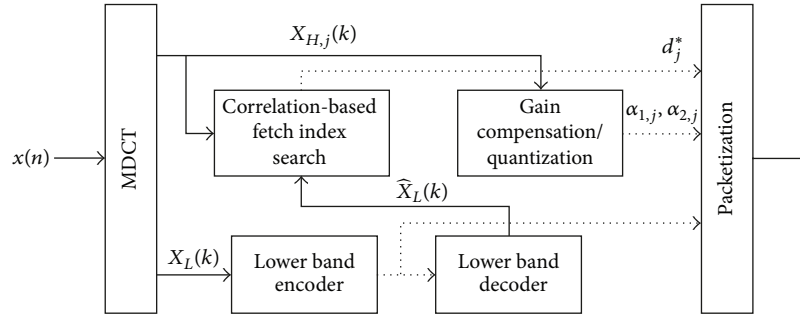 X_{H,j}(k)
d_j^*
Correlation-based
fetch index
search
Gain
compensation/
quantization
α_{1,j}, α_{2,j}
x(n)
MDCT
Packetization
X̂_L(k)
X_L(k)
Lower band
encoder
Lower band
decoder